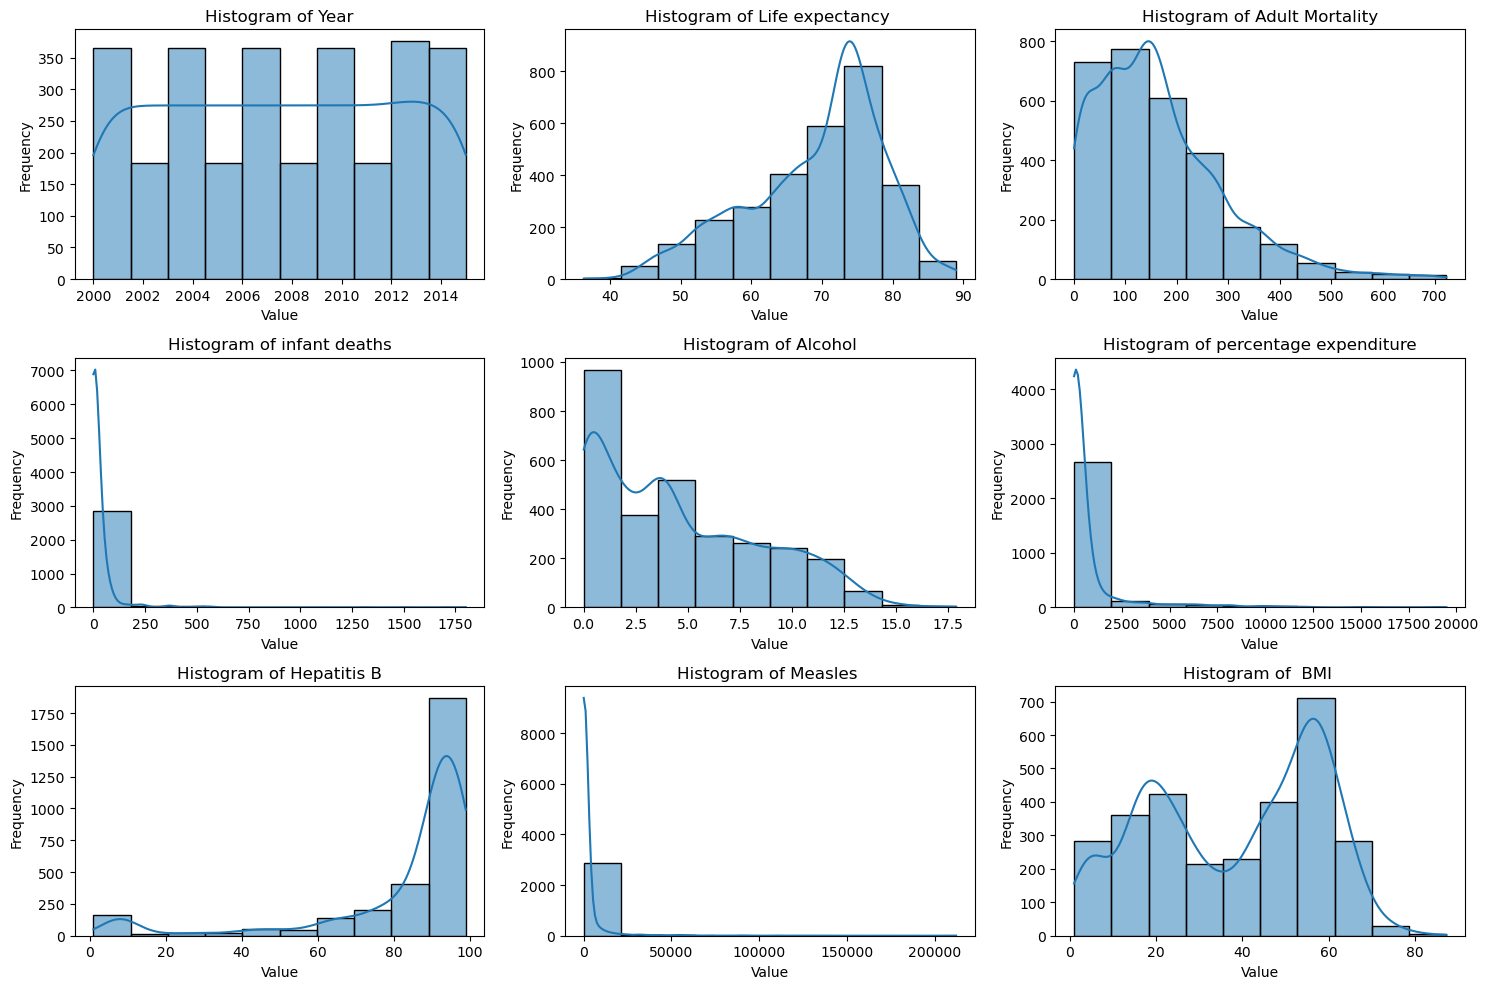 Histogram of Year
Frequency
350
300
250
200
150
100
50
0
2000 2002 2004 2006 2008 2010 2012 2014
Value
Histogram of Life expectancy
Frequency
800
600
400
200
0
40 50 60 70 80 90
Value
Histogram of Adult Mortality
Frequency
800
600
400
200
0
0 100 200 300 400 500 600 700
Value
Histogram of infant deaths
Frequency
7000
6000
5000
4000
3000
2000
1000
0
0 250 500 750 1000 1250 1500 1750
Value
Histogram of Alcohol
Frequency
1000
800
600
400
200
0
0.0 2.5 5.0 7.5 10.0 12.5 15.0 17.5
Value
Histogram of percentage expenditure
Frequency
4000
3000
2000
1000
0
0 2500 5000 7500 10000 12500 15000 17500 20000
Value
Histogram of Hepatitis B
Frequency
1750
1500
1250
1000
750
500
250
0
0 20 40 60 80 100
Value
Histogram of Measles
Frequency
8000
6000
4000
2000
0
0 50000 100000 150000 200000
Value
Histogram of  BMI
Frequency
700
600
500
400
300
200
100
0
0 20 40 60 80
Value